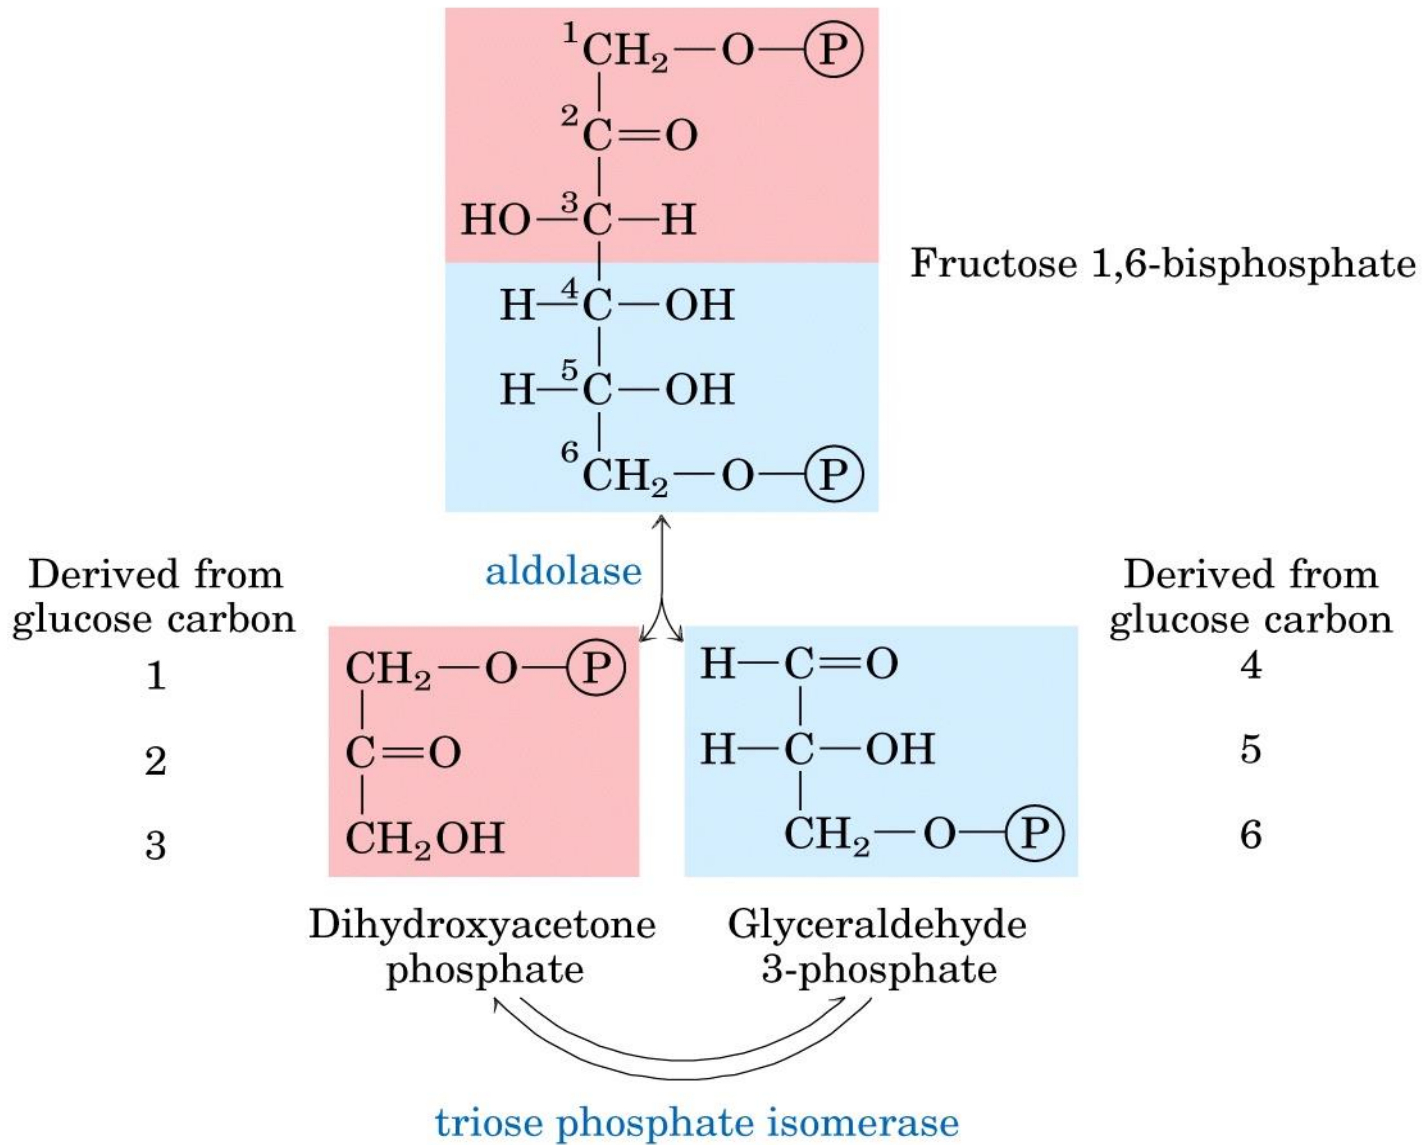 ¹CH₂—O—Ⓟ
²C=O
HO—³C—H
Fructose 1,6-bisphosphate
H—⁴C—OH
H—⁵C—OH
⁶CH₂—O—Ⓟ
aldolase
Derived from
glucose carbon
1
2
3
CH₂—O—Ⓟ
C=O
CH₂OH
Dihydroxyacetone
phosphate
H—C=O
H—C—OH
CH₂—O—Ⓟ
Glyceraldehyde
3-phosphate
Derived from
glucose carbon
4
5
6
triose phosphate isomerase